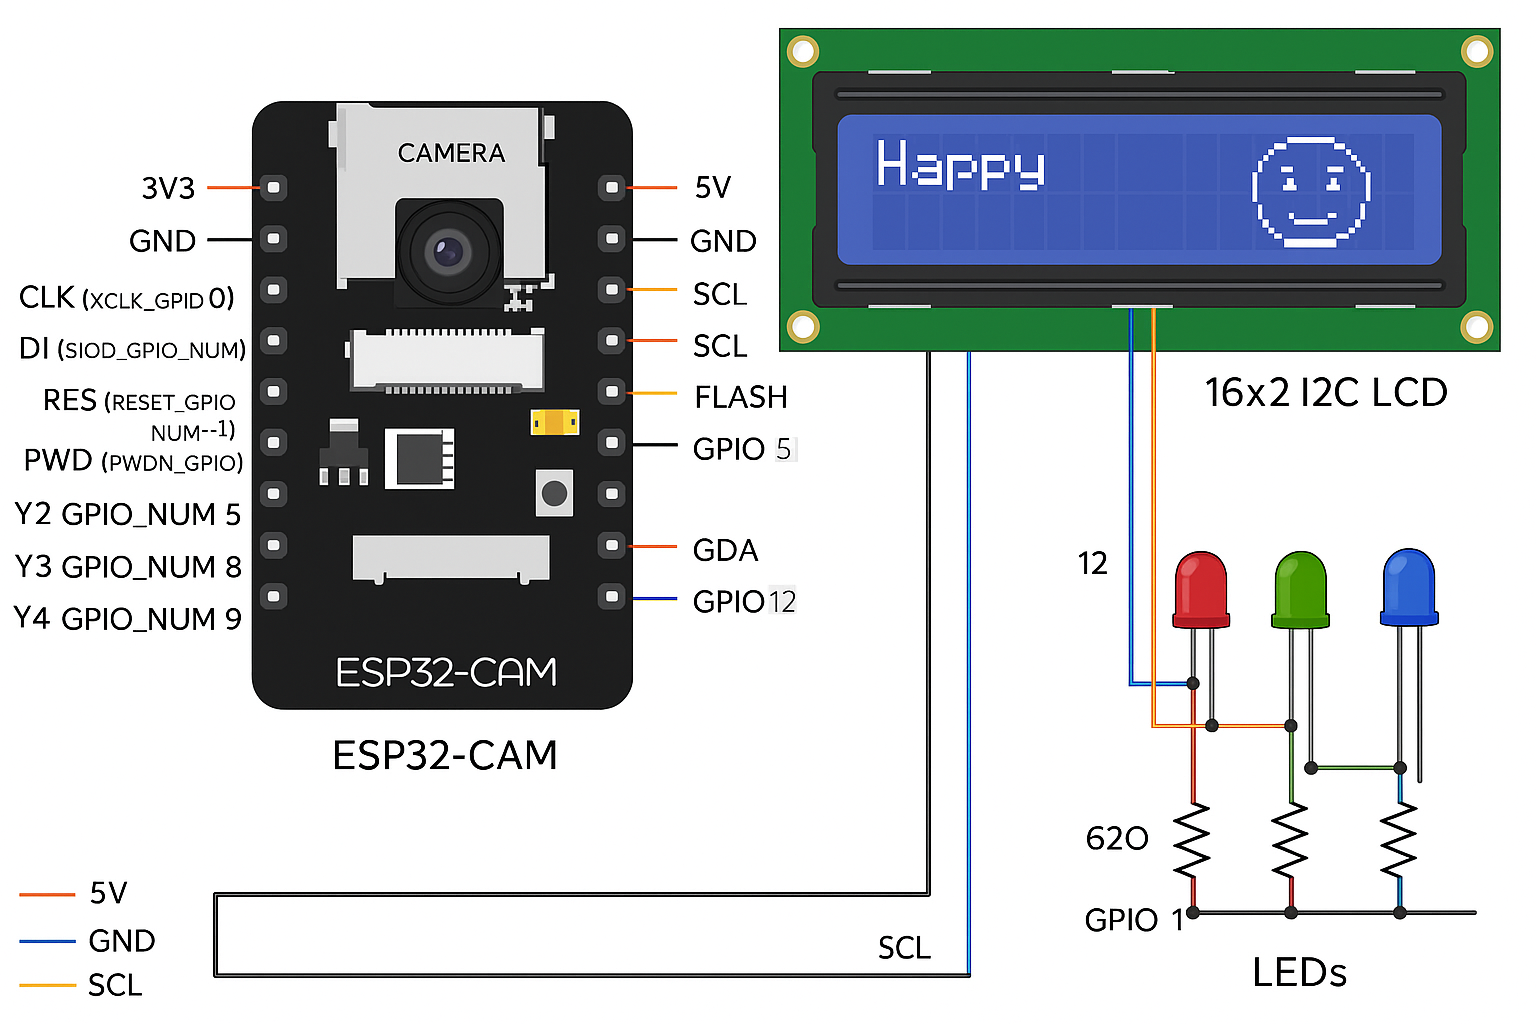 CAMERA
3V3
GND
CLK (XCLK_GPID 0)
DI (SIOD_GPIO_NUM)
RES (RESET_GPIO
NUM--1)
PWD (PWDN_GPIO)
Y2 GPIO_NUM 5
Y3 GPIO_NUM 8
Y4 GPIO_NUM 9
5V
GND
SCL
SCL
FLASH
GPIO 5
GDA
GPIO 12
ESP32-CAM
ESP32-CAM
Happy
16x2 I2C LCD
12
620
GPIO 1
LEDs
5V
GND
SCL
SCL